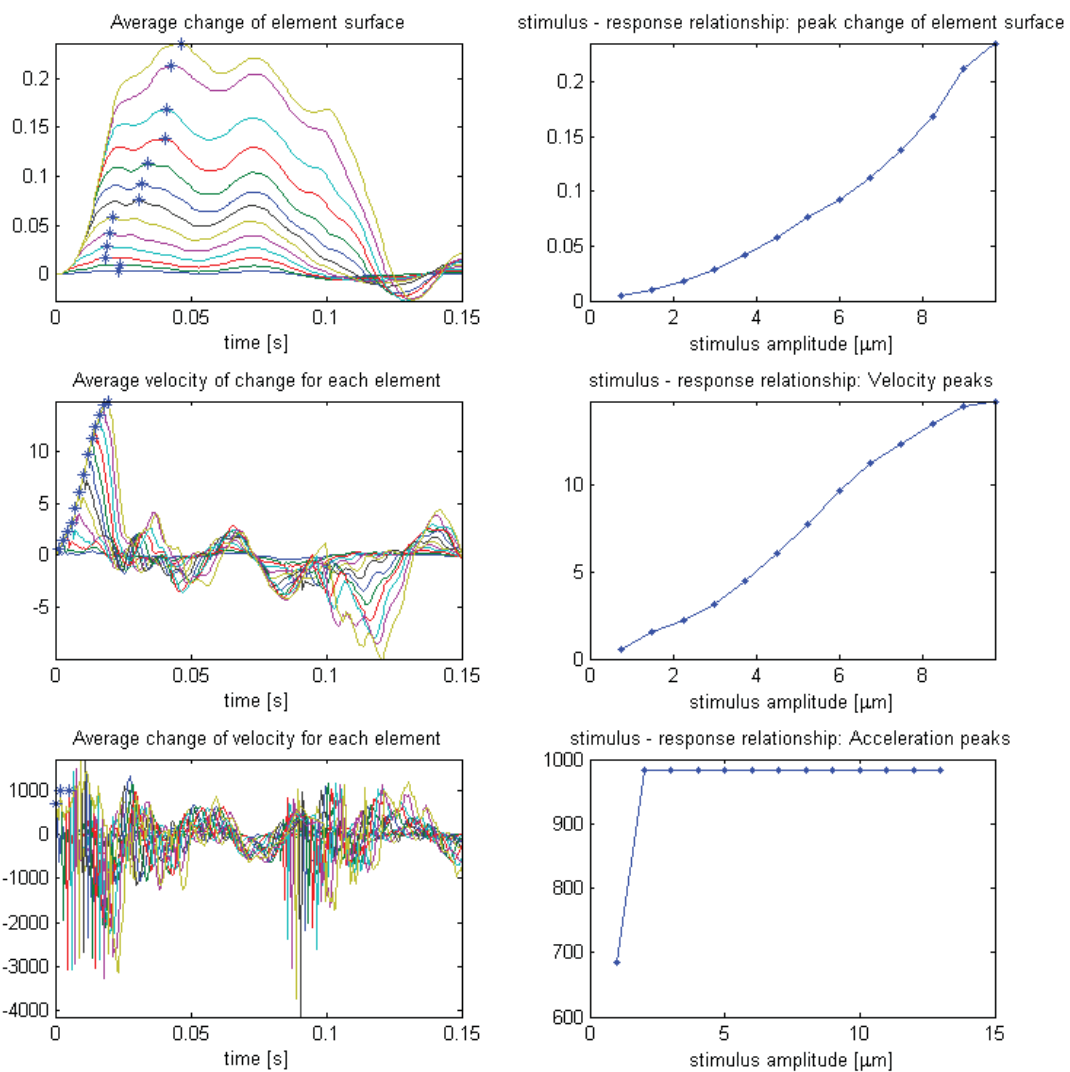 Average change of element surface
0.2
0.15
0.1
0.05
0
0 0.05 0.1 0.15
time [s]
stimulus - response relationship: peak change of element surface
0.2
0.15
0.1
0.05
0
0 2 4 6 8
stimulus amplitude [μm]
Average velocity of change for each element
10
5
0
-5
0 0.05 0.1 0.15
time [s]
stimulus - response relationship: Velocity peaks
10
5
0
0 2 4 6 8
stimulus amplitude [μm]
Average change of velocity for each element
1000
0
-1000
-2000
-3000
-4000
0 0.05 0.1 0.15
time [s]
stimulus - response relationship: Acceleration peaks
1000
900
800
700
600
0 5 10 15
stimulus amplitude [μm]